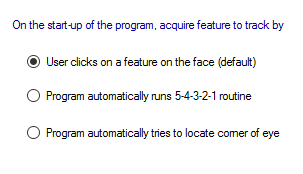 On the start-up of the program, acquire feature to track by
User clicks on a feature on the face (default)
Program automatically runs 5-4-3-2-1 routine
Program automatically tries to locate corner of eye